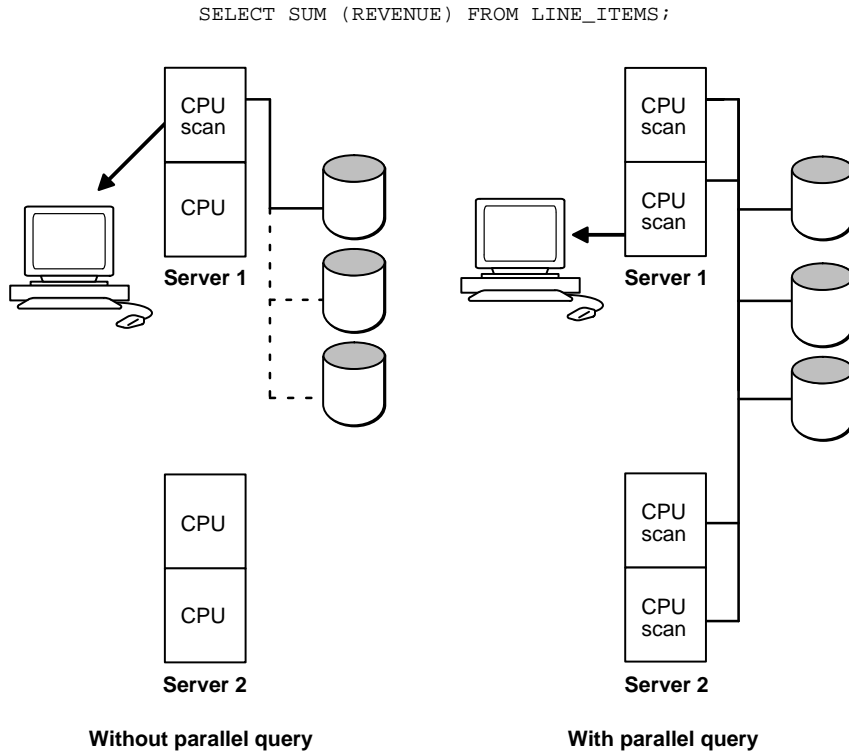 SELECT SUM (REVENUE) FROM LINE_ITEMS;
CPU
scan
CPU
Server 1
CPU
CPU
Server 2
Without parallel query
CPU
scan
CPU
scan
Server 1
CPU
scan
CPU
scan
Server 2
With parallel query